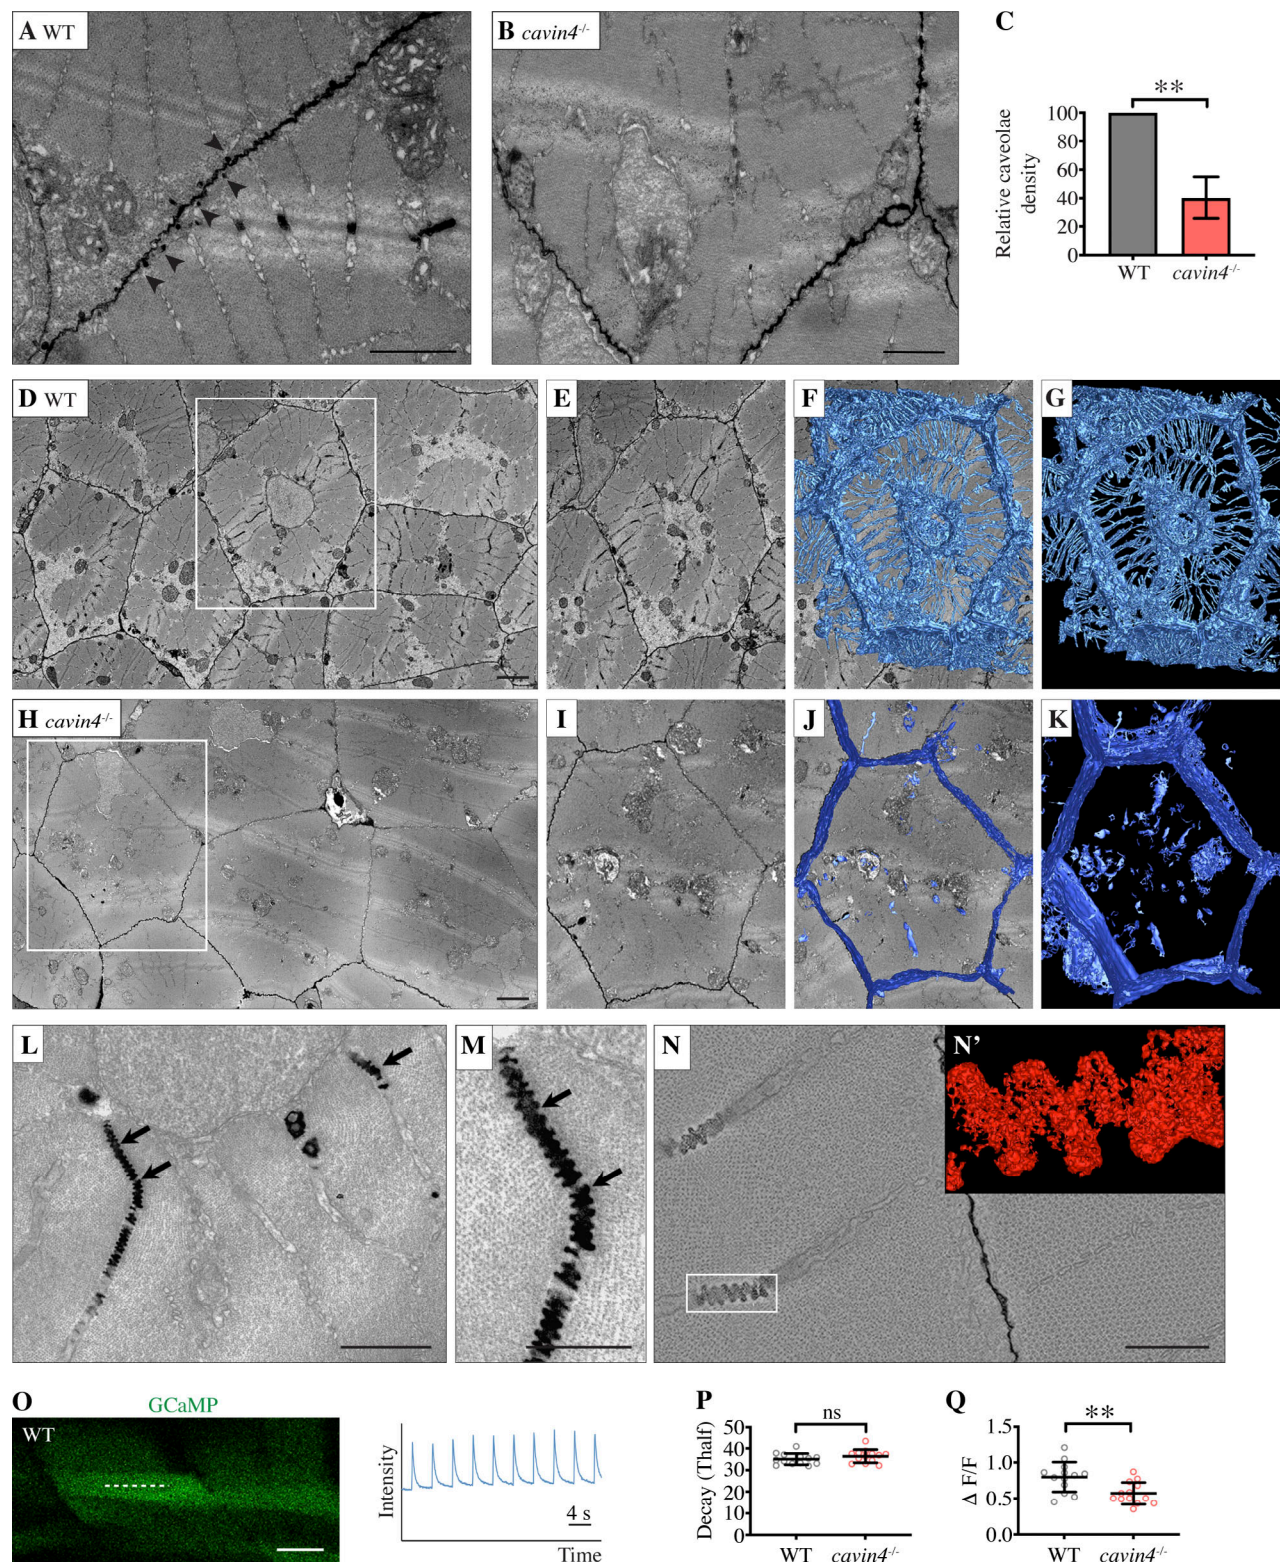 A WT
B cavin4-/-
C
**
Relative caveolae
density
100
80
60
40
20
0
WT cavin4-/-
D WT
E
F
G
H cavin4-/-
I
J
K
L
M
N
N’
O
GCaMP
WT
Intensity
4 s
Time
P
ns
Decay (Thalf)
50
40
30
20
10
0
WT cavin4-/-
Q
**
Δ F/F
1.5
1.0
0.5
0.0
WT cavin4-/-